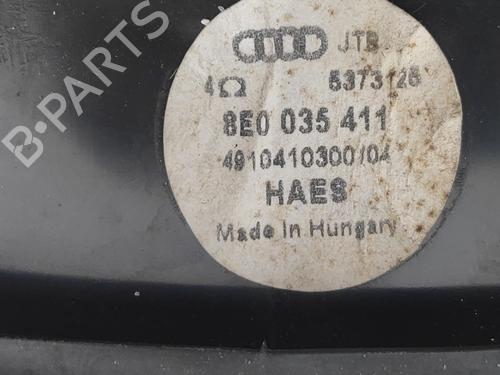 B-PARTS
JTB
4Ω 5373126
8E0 035 411
4910410300/04
HAES
Made in Hungary